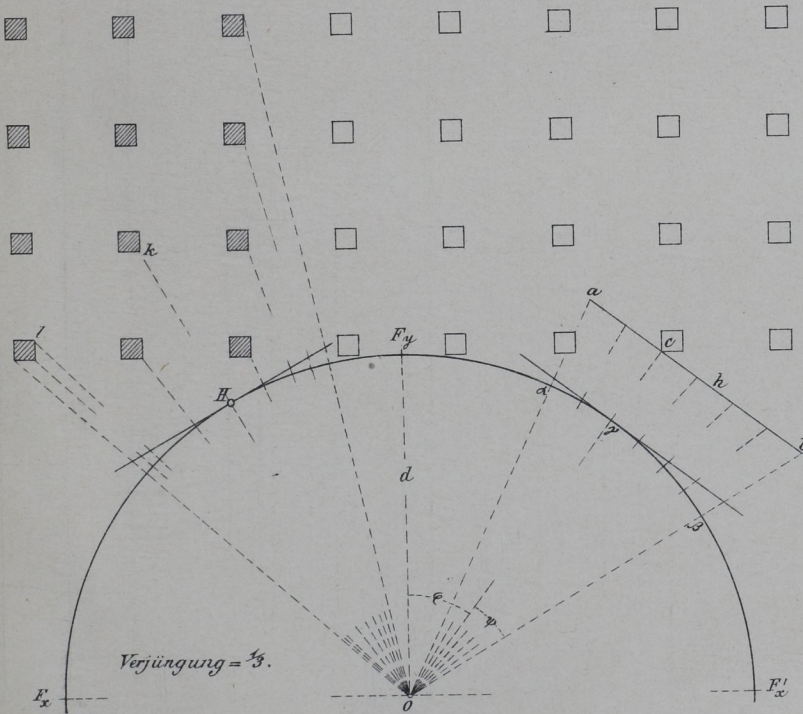 k
a
l
F_y
c
h
H
α
γ
b
d
β
φ
ψ
Verjüngung = 1/3.
F_x
o
F'_x